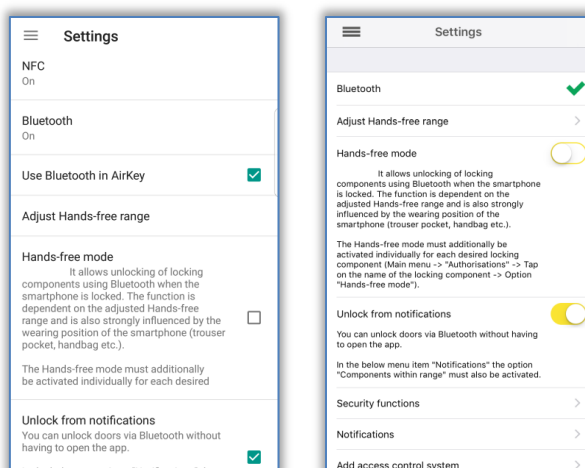 Settings
NFC
On
Bluetooth
On
Use Bluetooth in AirKey
Adjust Hands-free range
Hands-free mode
It allows unlocking of locking
components using Bluetooth when the
smartphone is locked. The function is
dependent on the adjusted Hands-free
range and is also strongly influenced by the
wearing position of the smartphone (trouser
pocket, handbag etc.).
The Hands-free mode must additionally
be activated individually for each desired
Unlock from notifications
You can unlock doors via Bluetooth without
having to open the app.
Settings
Bluetooth
Adjust Hands-free range
Hands-free mode
It allows unlocking of locking
components using Bluetooth when the smartphone
is locked. The function is dependent on the
adjusted Hands-free range and is also strongly
influenced by the wearing position of the
smartphone (trouser pocket, handbag etc.).
The Hands-free mode must additionally be
activated individually for each desired locking
component (Main menu -> "Authorisations" -> Tap
on the name of the locking component -> Option
"Hands-free mode").
Unlock from notifications
You can unlock doors via Bluetooth without having
to open the app.
In the below menu item "Notifications" the option
"Components within range" must also be activated.
Security functions
Notifications
Add access control system